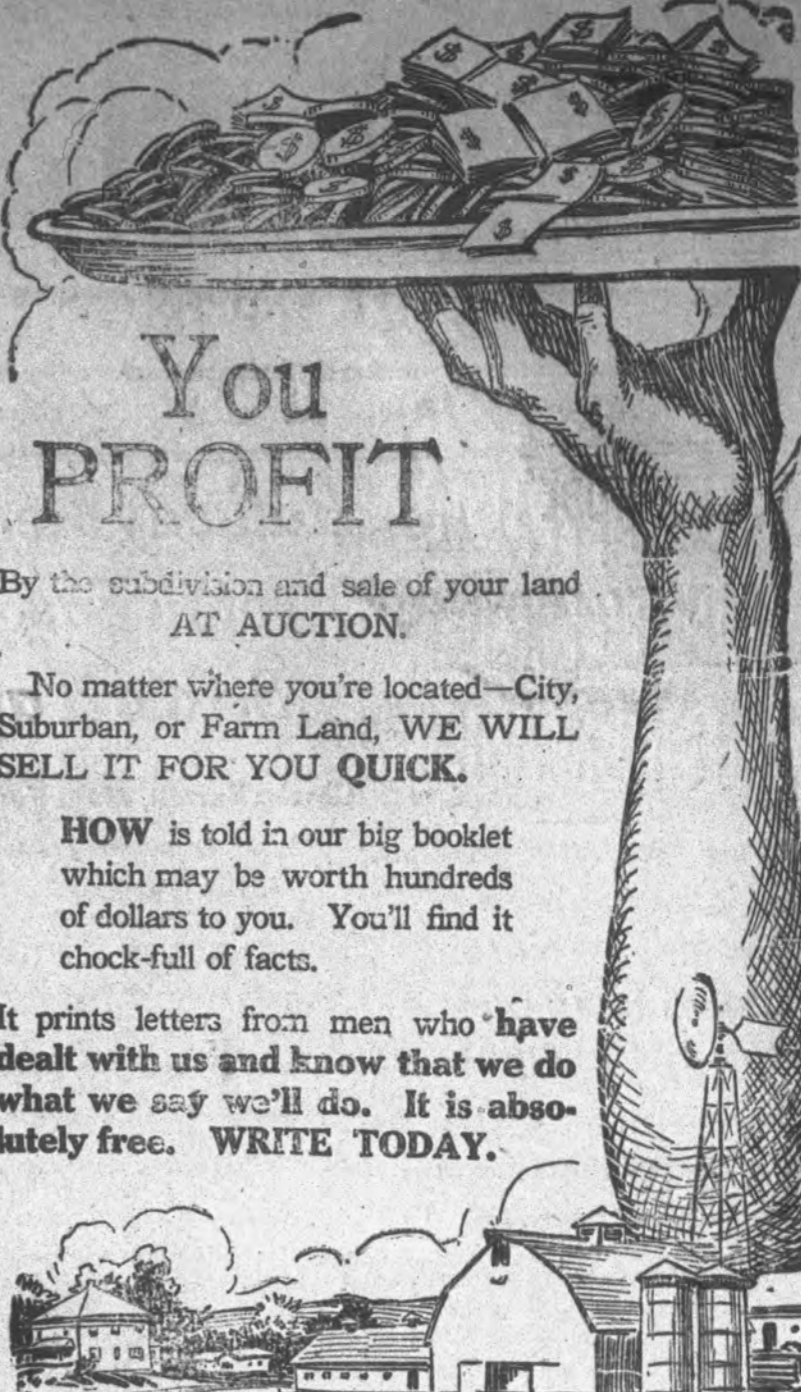 You
PROFIT
By the subdivision and sale of your land
AT AUCTION.
No matter where you're located—City,
Suburban, or Farm Land, WE WILL
SELL IT FOR YOU QUICK.
HOW is told in our big booklet
which may be worth hundreds
of dollars to you. You'll find it
chock-full of facts.
It prints letters from men who have
dealt with us and know that we do
what we say we'll do. It is abso-
lutely free. WRITE TODAY.